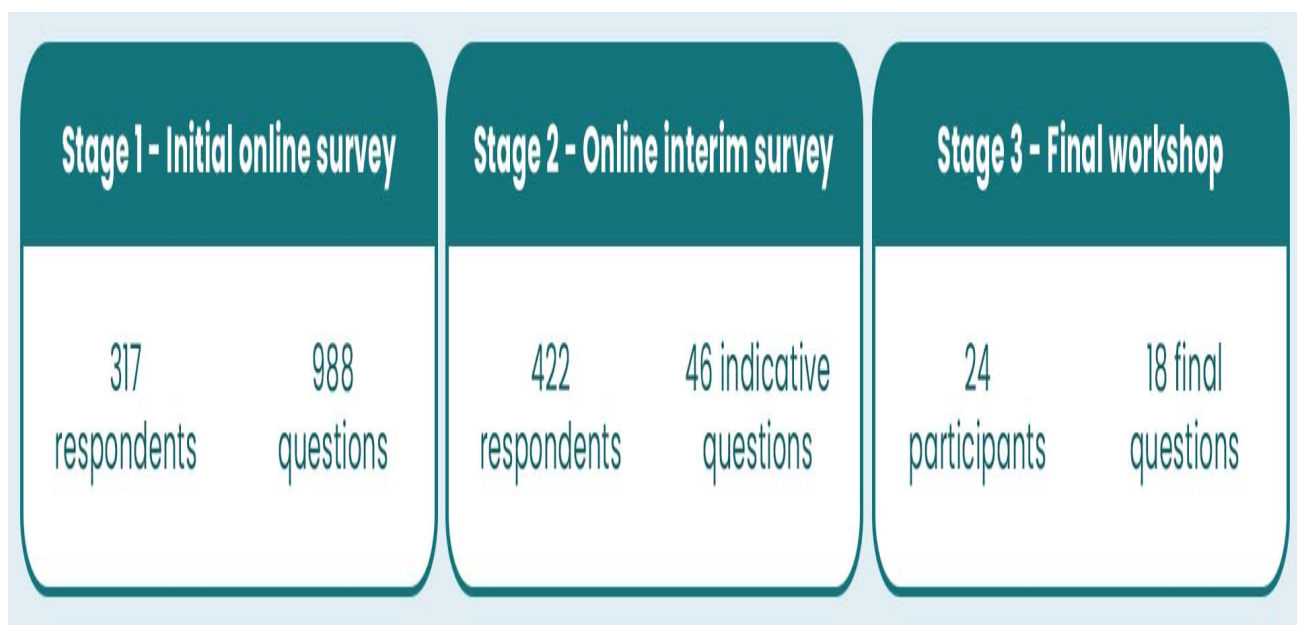 Stage 1 - Initial online survey
317
respondents
988
questions
Stage 2 - Online interim survey
422
respondents
46 indicative
questions
Stage 3 - Final workshop
24
participants
18 final
questions